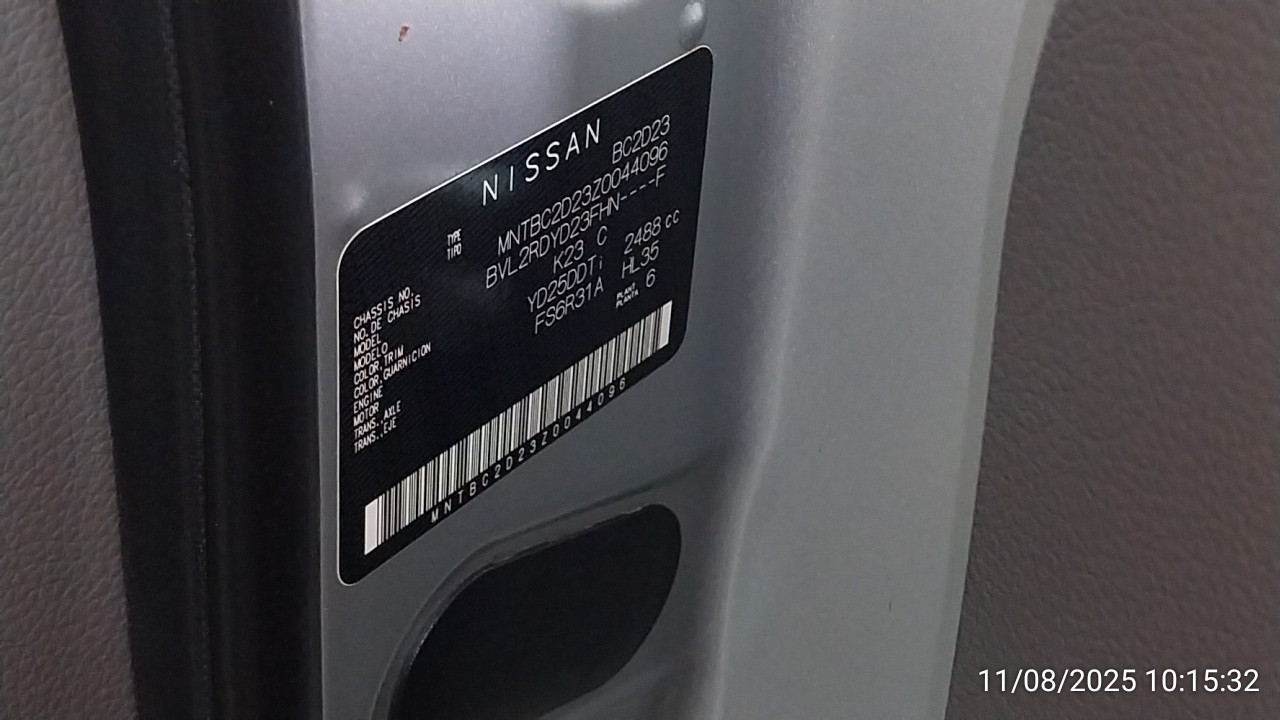 NISSAN
TYPE
TIPO
BC2D23
CHASSIS NO.
NO. DE CHASIS
MNTBC2D23Z0044096
MODEL
MODELO
BVL2RDYD23FHN----F
COLOR,TRIM
COLOR,GUARNICION
K23 C
ENGINE
MOTOR
YD25DDTi 2488 cc
TRANS.,AXLE
TRANS.,EJE
FS6R31A HL35
PLANT
PLANTA
6
MNTBC2D23Z0044096
11/08/2025 10:15:32